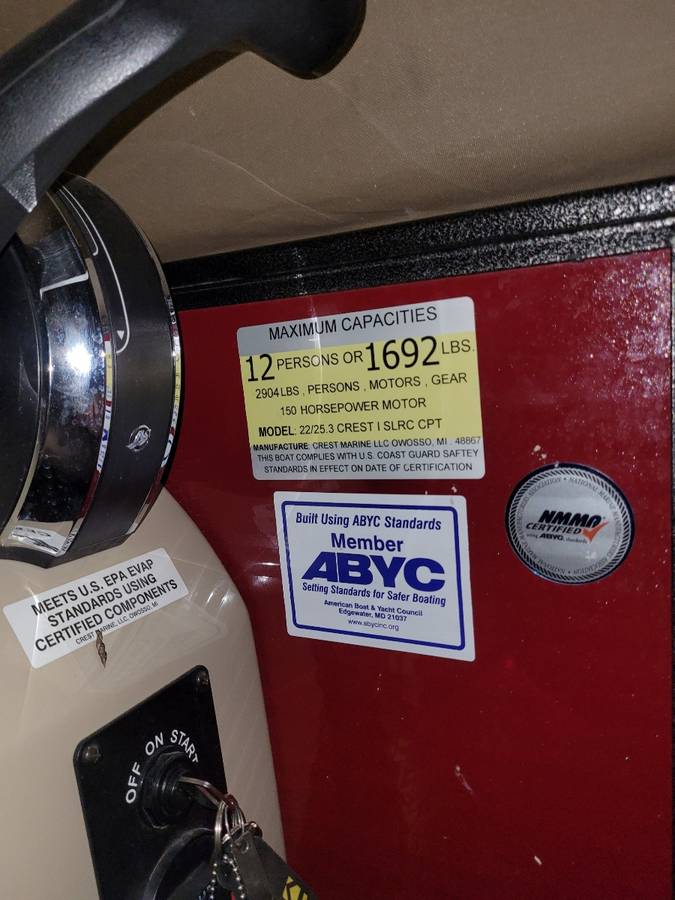 MAXIMUM CAPACITIES
12 PERSONS OR 1692 LBS.
2904 LBS , PERSONS , MOTORS , GEAR
150 HORSEPOWER MOTOR
MODEL: 22/25.3 CREST I SLRC CPT
MANUFACTURE: CREST MARINE LLC OWOSSO, MI . 48867
THIS BOAT COMPLIES WITH U.S. COAST GUARD SAFTEY
STANDARDS IN EFFECT ON DATE OF CERTIFICATION
Built Using ABYC Standards
Member
ABYC
Setting Standards for Safer Boating
American Boat & Yacht Council
Edgewater, MD 21037
www.abycinc.org
NMMA
CERTIFIED
using ABYC standards
MEETS U.S. EPA EVAP
STANDARDS USING
CERTIFIED COMPONENTS
CREST MARINE, LLC, OWOSSO, MI
OFF ON START